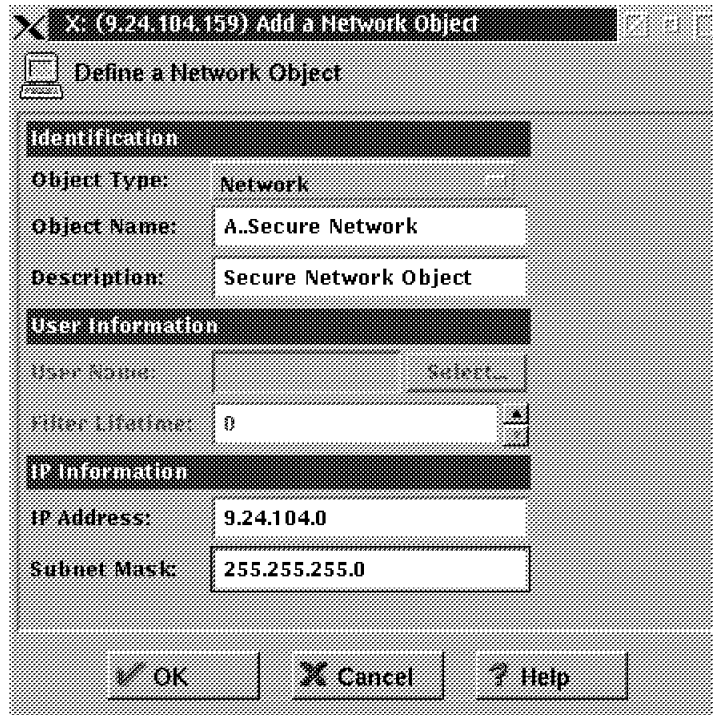 X: (9.24.104.159) Add a Network Object
Define a Network Object
Identification
Object Type: Network
Object Name: A..Secure Network
Description: Secure Network Object
User Information
User Name: Select...
Filter Lifetime: 0
IP Information
IP Address: 9.24.104.0
Subnet Mask: 255.255.255.0
OK Cancel ? Help